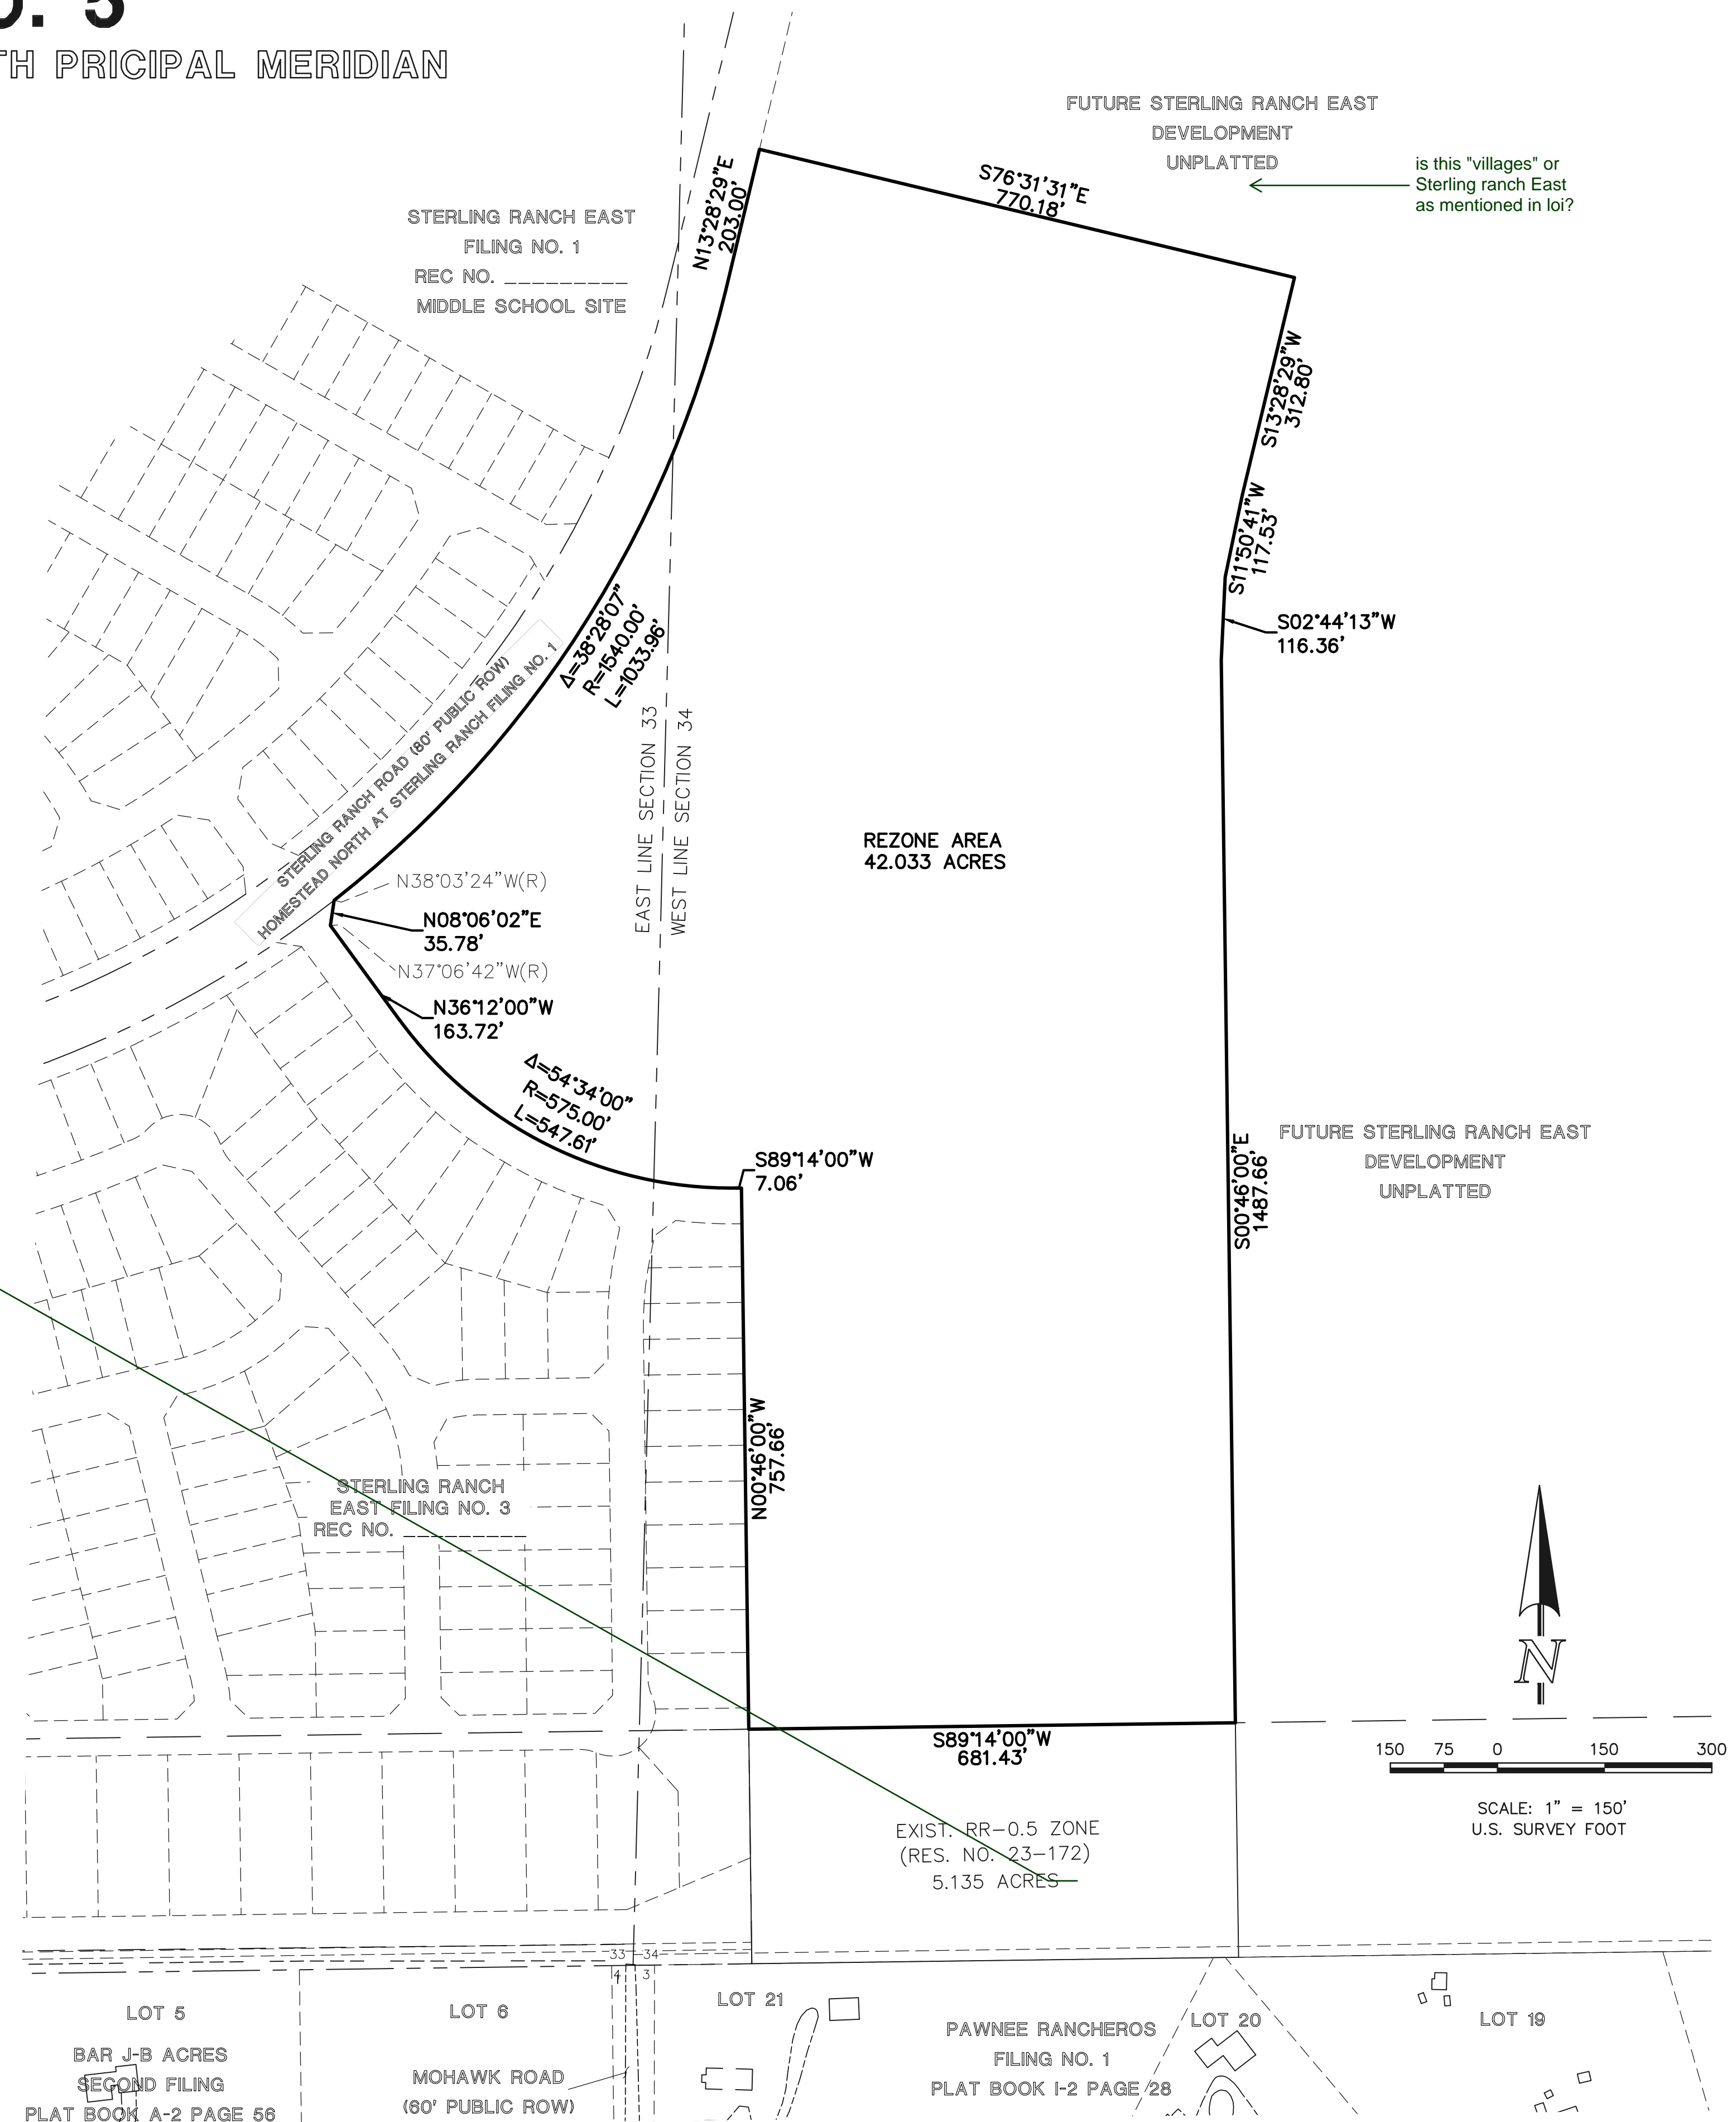 O. 5
TH PRICIPAL MERIDIAN
FUTURE STERLING RANCH EAST
DEVELOPMENT
UNPLATTED
is this "villages" or
Sterling ranch East
as mentioned in loi?
STERLING RANCH EAST
FILING NO. 1
REC NO. __________
MIDDLE SCHOOL SITE
N13°28'29"E
203.00'
S76°31'31"E
770.18'
S13°28'29"W
312.80'
S11°50'41"W
117.53'
S02°44'13"W
116.36'
Δ=38°28'07"
R=1540.00'
L=1033.96'
STERLING RANCH ROAD (80' PUBLIC ROW)
HOMESTEAD NORTH AT STERLING RANCH FILING NO. 1
EAST LINE SECTION 33
WEST LINE SECTION 34
REZONE AREA
42.033 ACRES
N38°03'24"W(R)
N08°06'02"E
35.78'
N37°06'42"W(R)
N36°12'00"W
163.72'
Δ=54°34'00"
R=575.00'
L=547.61'
S89°14'00"W
7.06'
FUTURE STERLING RANCH EAST
DEVELOPMENT
UNPLATTED
S00°46'00"E
1487.66'
N00°46'00"W
757.66'
STERLING RANCH
EAST FILING NO. 3
REC NO. __________
N
S89°14'00"W
681.43'
150 75 0 150 300
SCALE: 1" = 150'
U.S. SURVEY FOOT
EXIST. RR-0.5 ZONE
(RES. NO. 23-172)
5.135 ACRES
33 34
4 3
LOT 5
BAR J-B ACRES
SECOND FILING
PLAT BOOK A-2 PAGE 56
LOT 6
MOHAWK ROAD
(60' PUBLIC ROW)
LOT 21
PAWNEE RANCHEROS
FILING NO. 1
PLAT BOOK I-2 PAGE 28
LOT 20
LOT 19